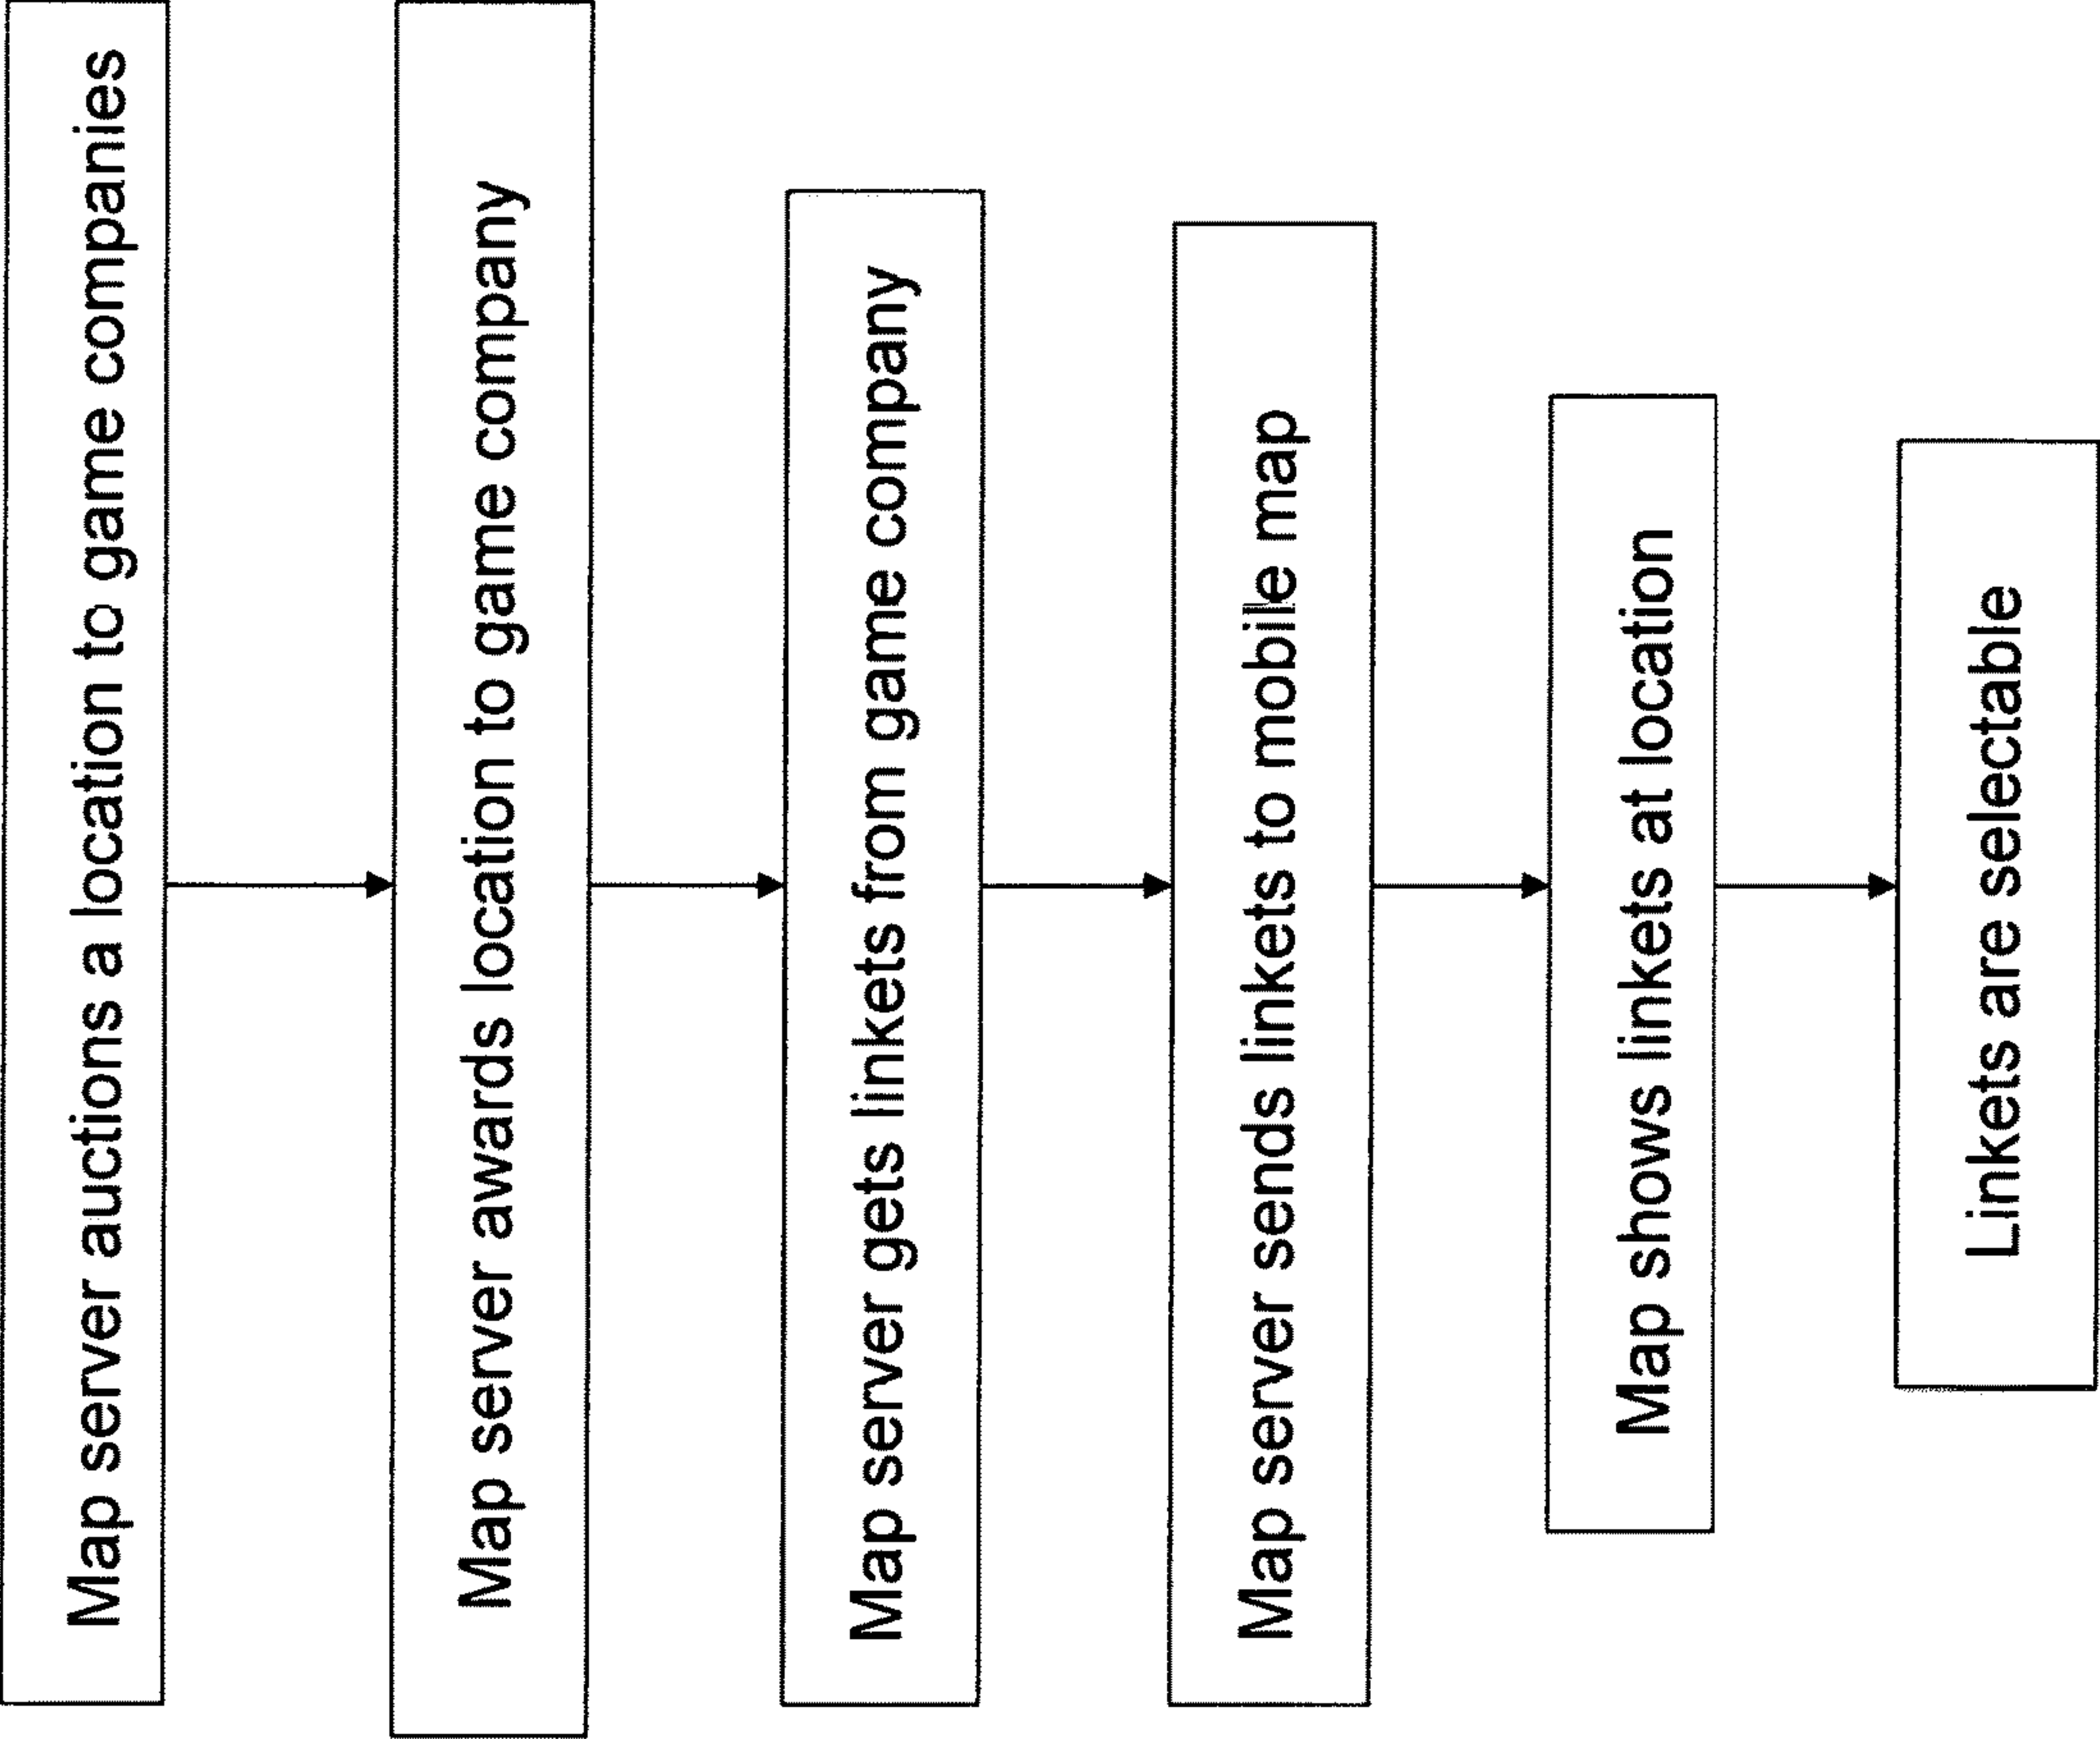 Map server auctions a location to game companies
Map server awards location to game company
Map server gets linkets from game company
Map server sends linkets to mobile map
Map shows linkets at location
Linkets are selectable